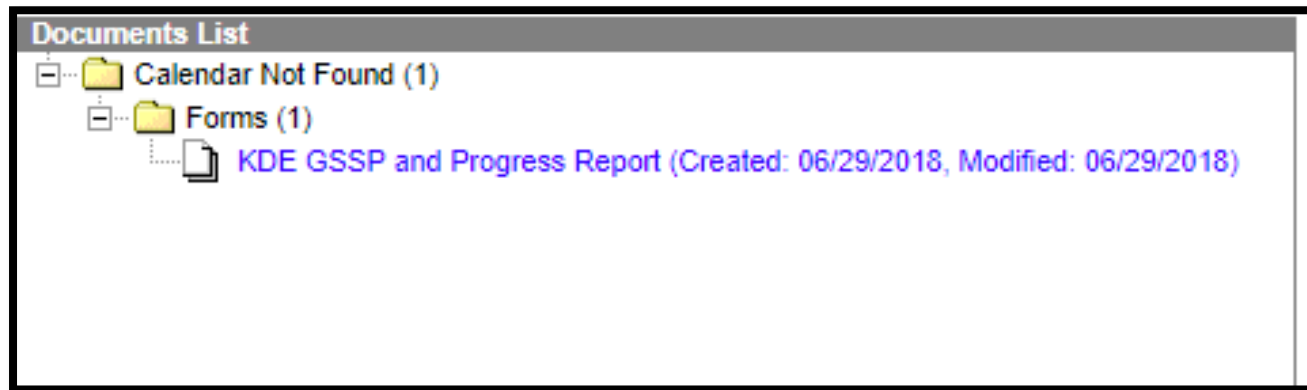 Documents List
Calendar Not Found (1)
Forms (1)
KDE GSSP and Progress Report (Created: 06/29/2018, Modified: 06/29/2018)